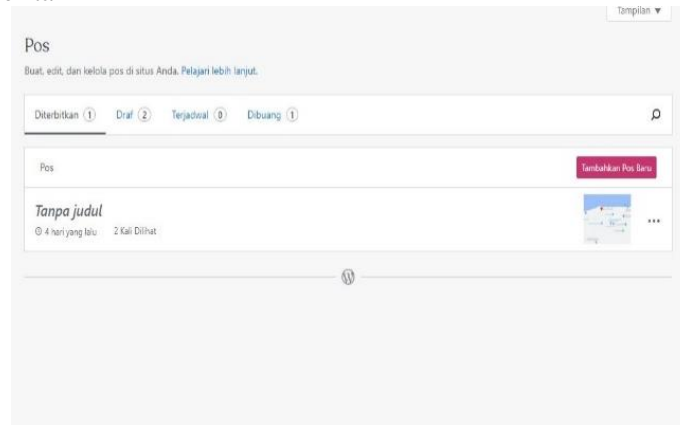 Tampilan ▼
Pos
Buat, edit, dan kelola pos di situs Anda. Pelajari lebih lanjut.
Diterbitkan 1 Draf 2 Terjadwal 0 Dibuang 1
Pos Tambahkan Pos Baru
Tanpa judul
4 hari yang lalu 2 Kali Dilihat